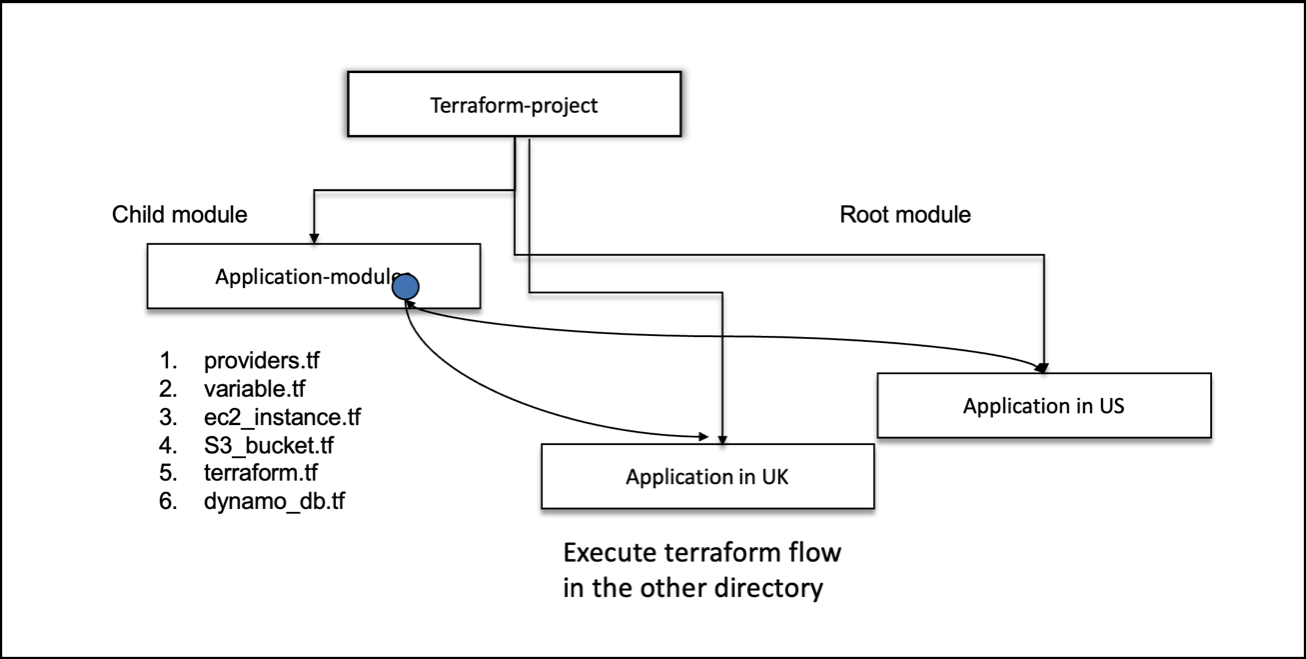 Terraform-project
Child module
Root module
Application-module
1. providers.tf
2. variable.tf
3. ec2_instance.tf
4. S3_bucket.tf
5. terraform.tf
6. dynamo_db.tf
Application in US
Application in UK
Execute terraform flow
in the other directory